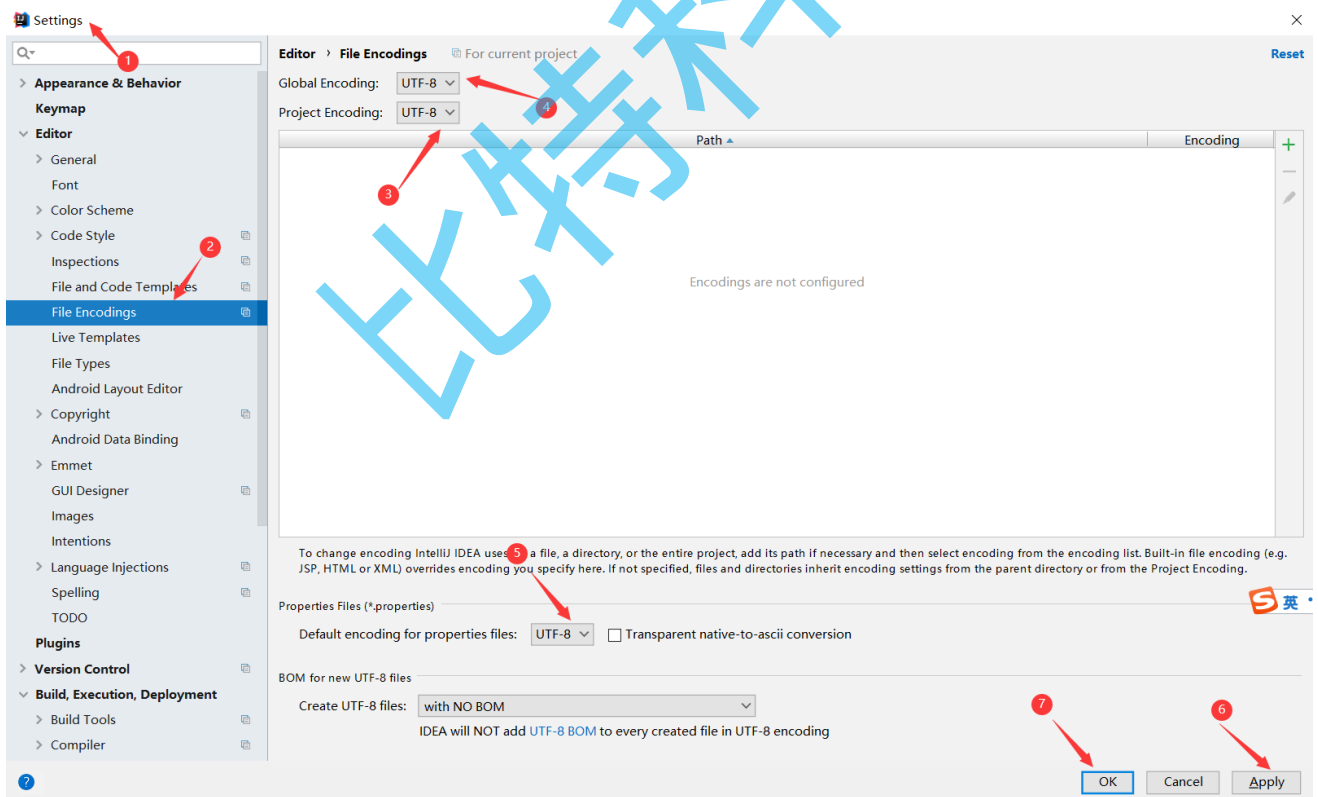 Settings
1
Appearance & Behavior
Keymap
Editor
General
Font
Color Scheme
Code Style
2
Inspections
File and Code Templates
File Encodings
Live Templates
File Types
Android Layout Editor
Copyright
Android Data Binding
Emmet
GUI Designer
Images
Intentions
Language Injections
Spelling
TODO
Plugins
Version Control
Build, Execution, Deployment
Build Tools
Compiler
?
Editor › File Encodings For current project
Reset
Global Encoding: UTF-8
4
Project Encoding: UTF-8
3
Path Encoding
Encodings are not configured
比特科
5
To change encoding IntelliJ IDEA uses a file, a directory, or the entire project, add its path if necessary and then select encoding from the encoding list. Built-in file encoding (e.g.
JSP, HTML or XML) overrides encoding you specify here. If not specified, files and directories inherit encoding settings from the parent directory or from the Project Encoding.
S 英
Properties Files (*.properties)
Default encoding for properties files: UTF-8 Transparent native-to-ascii conversion
BOM for new UTF-8 files
Create UTF-8 files: with NO BOM
IDEA will NOT add UTF-8 BOM to every created file in UTF-8 encoding
7
6
OK Cancel Apply